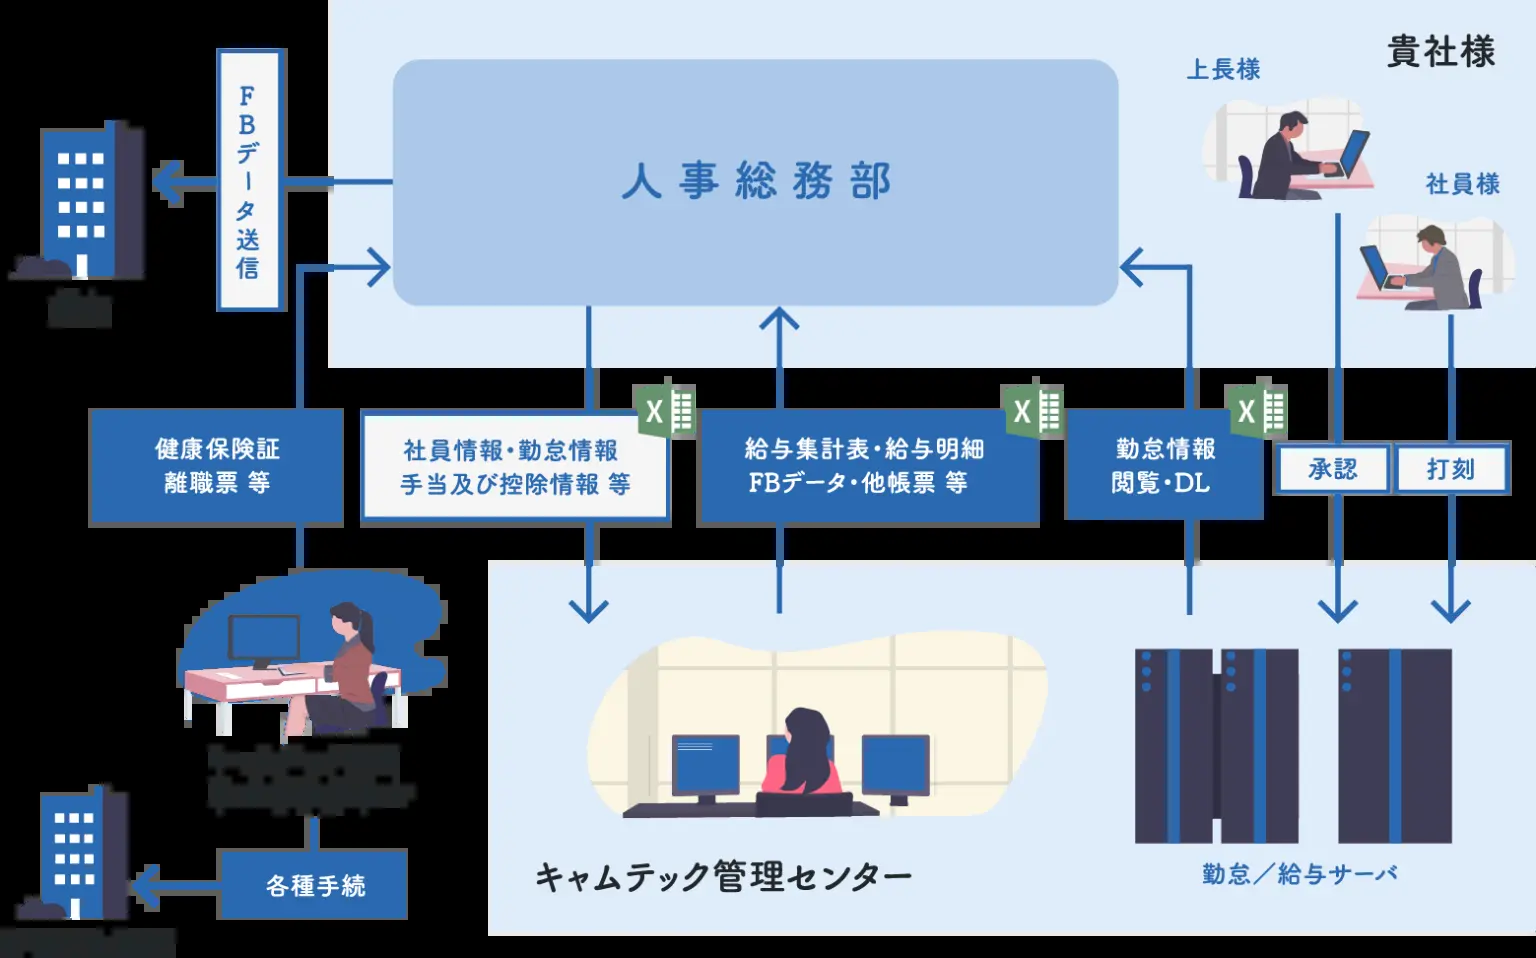 貴社様
上長様
社員様
人事総務部
FBデータ送信
健康保険証
離職票 等
社員情報・勤怠情報
手当及び控除情報 等
X
給与集計表・給与明細
FBデータ・他帳票 等
X
勤怠情報
閲覧・DL
X
承認
打刻
各種手続
キャムテック管理センター
勤怠／給与サーバ